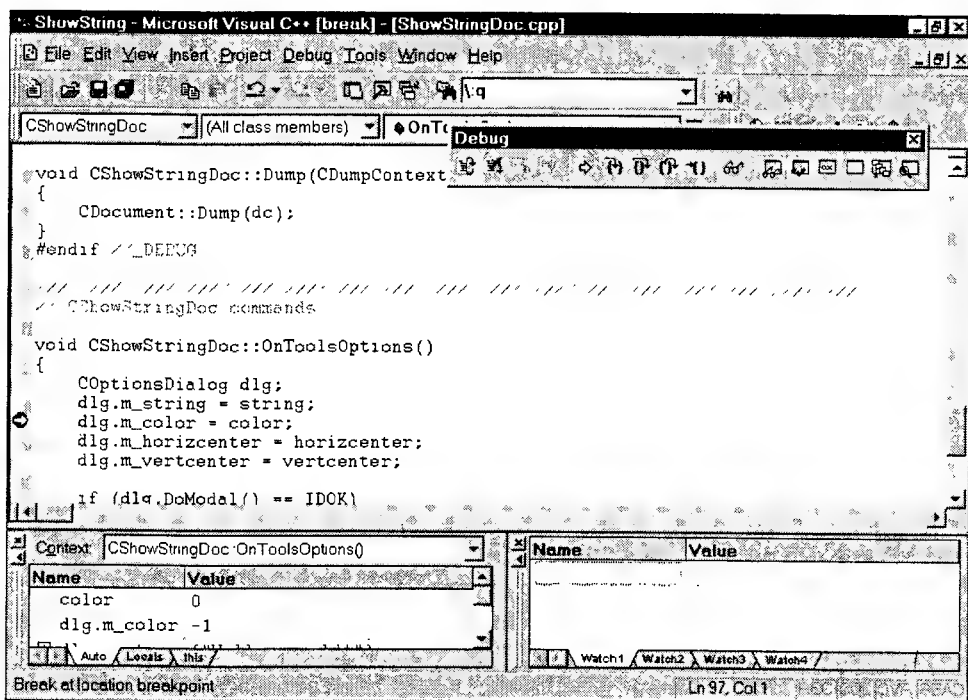 ShowString - Microsoft Visual C++ [break] - [ShowStringDoc.cpp]
File Edit View Insert Project Debug Tools Window Help
\:q
CShowStringDoc (All class members)
Debug
void CShowStringDoc::Dump(CDumpContext
{
CDocument::Dump(dc);
}
#endif //_DEBUG
// CShowStringDoc commands
void CShowStringDoc::OnToolsOptions()
{
COptionsDialog dlg;
dlg.m_string = string;
dlg.m_color = color;
dlg.m_horizcenter = horizcenter;
dlg.m_vertcenter = vertcenter;
if (dlg.DoModal() == IDOK)
Context: CShowStringDoc::OnToolsOptions()
Name Value
color 0
dlg.m_color -1
Auto Locals this
Name Value
Watch1 Watch2 Watch3 Watch4
Break at location breakpoint
Ln 97, Col 1